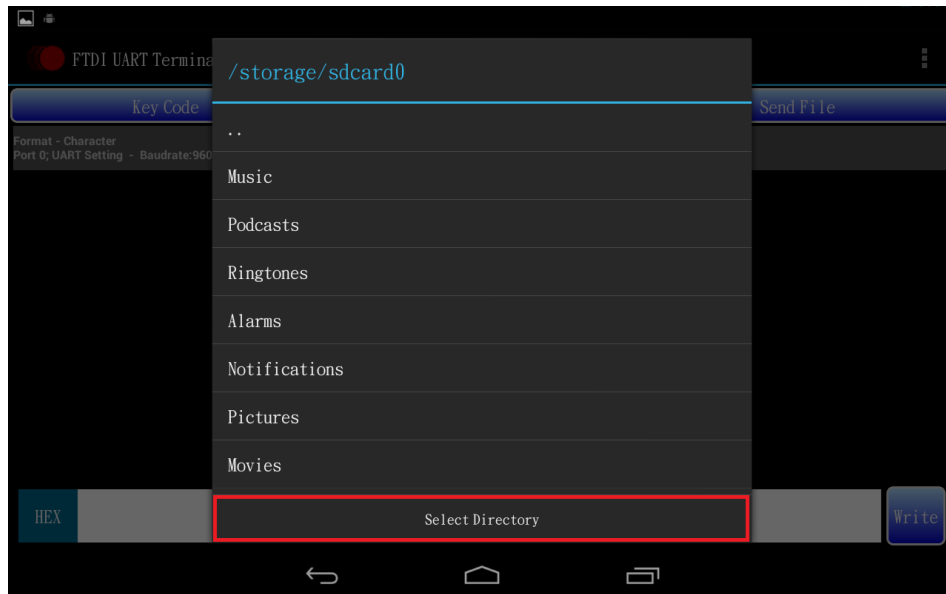 FTDI UART Termina
/storage/sdcard0
Key Code
Send File
Format - Character
Port 0; UART Setting - Baudrate:960
..
Music
Podcasts
Ringtones
Alarms
Notifications
Pictures
Movies
HEX
Select Directory
Write